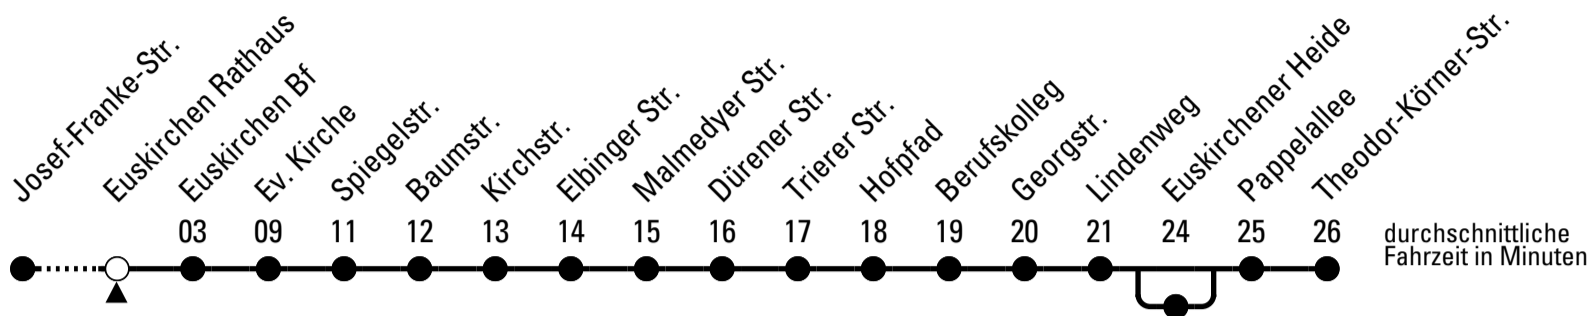 Josef-Franke-Str.
Euskirchen Rathaus
Euskirchen Bf
Ev. Kirche
Spiegelstr.
Baumstr.
Kirchstr.
Elbinger Str.
Malmedyer Str.
Dürener Str.
Trierer Str.
Hofpfad
Berufskolleg
Georgstr.
Lindenweg
Euskirchener Heide
Pappelallee
Theodor-Körner-Str.
03 09 11 12 13 14 15 16 17 18 19 20 21 24 25 26
durchschnittliche
Fahrzeit in Minuten